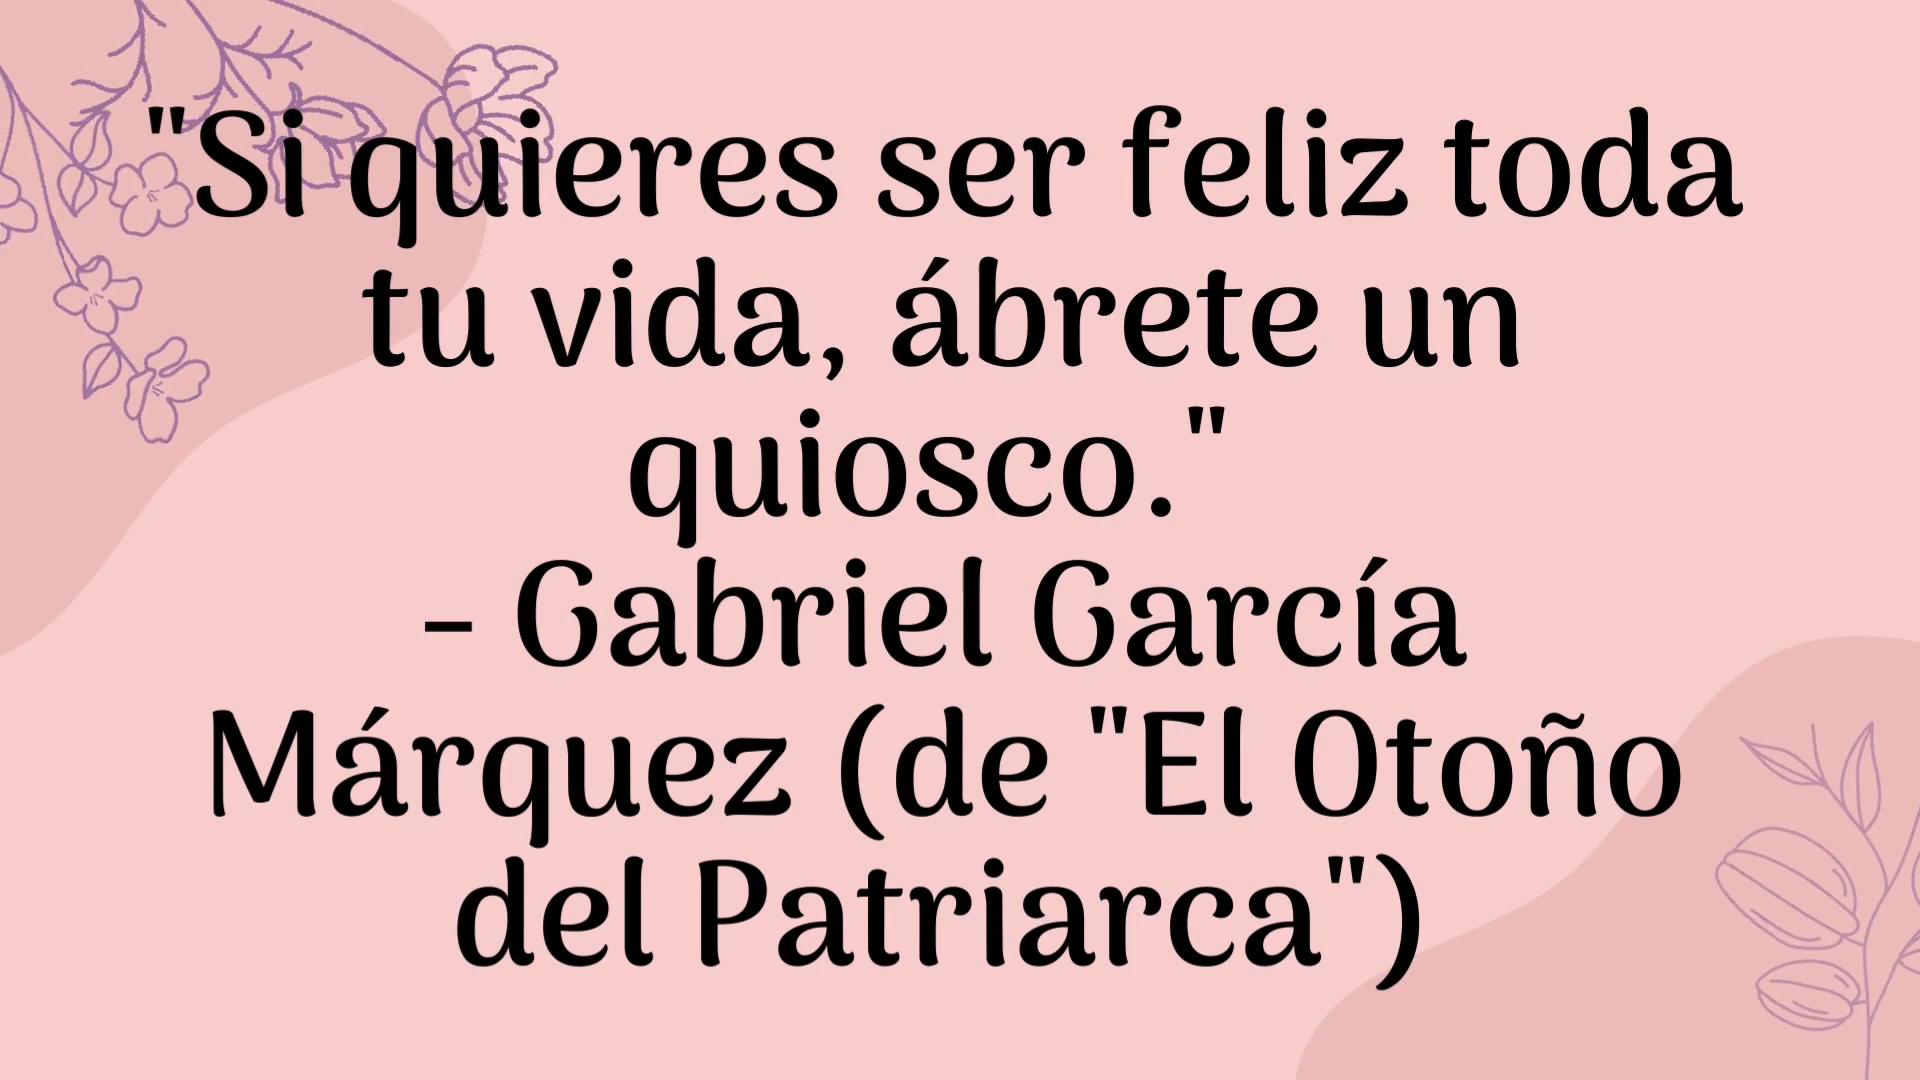 "Si quieres ser feliz toda
tu vida, ábrete un
quiosco."
– Gabriel García
Márquez (de "El Otoño
del Patriarca")